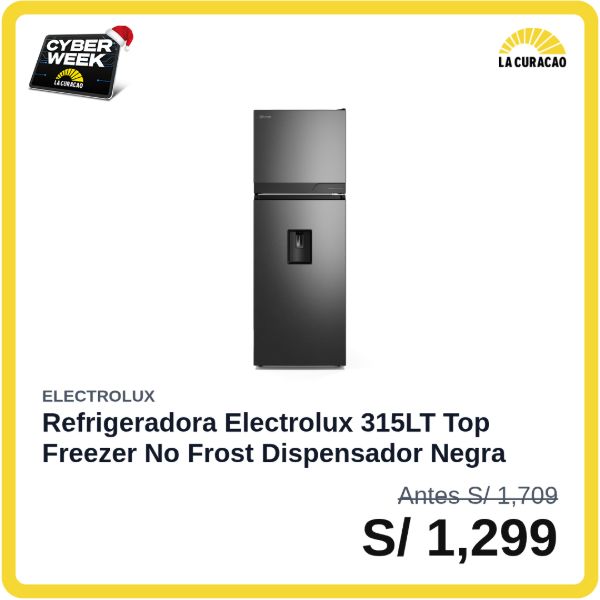 CYBER
WEEK
LA CURACAO
LA CURACAO
ELECTROLUX
Refrigeradora Electrolux 315LT Top
Freezer No Frost Dispensador Negra
Antes S/ 1,709
S/ 1,299